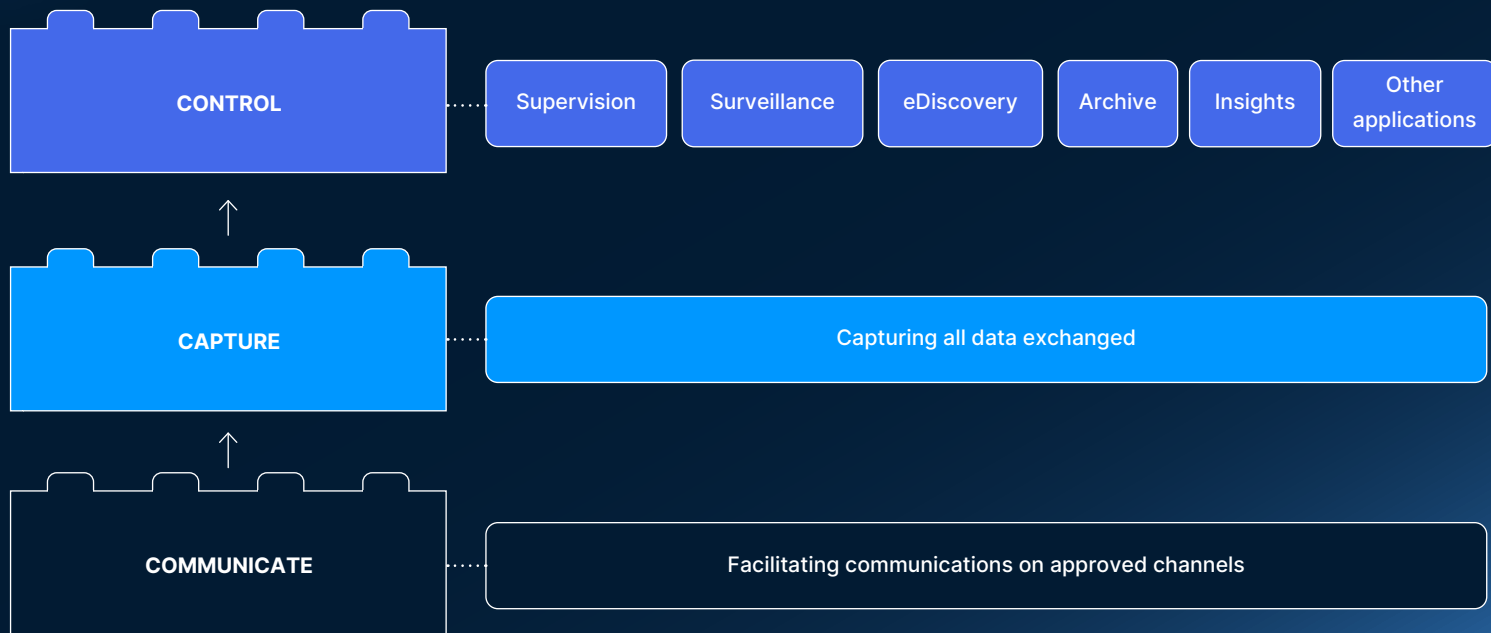 CONTROL
Supervision
Surveillance
eDiscovery
Archive
Insights
Other
applications
CAPTURE
Capturing all data exchanged
COMMUNICATE
Facilitating communications on approved channels